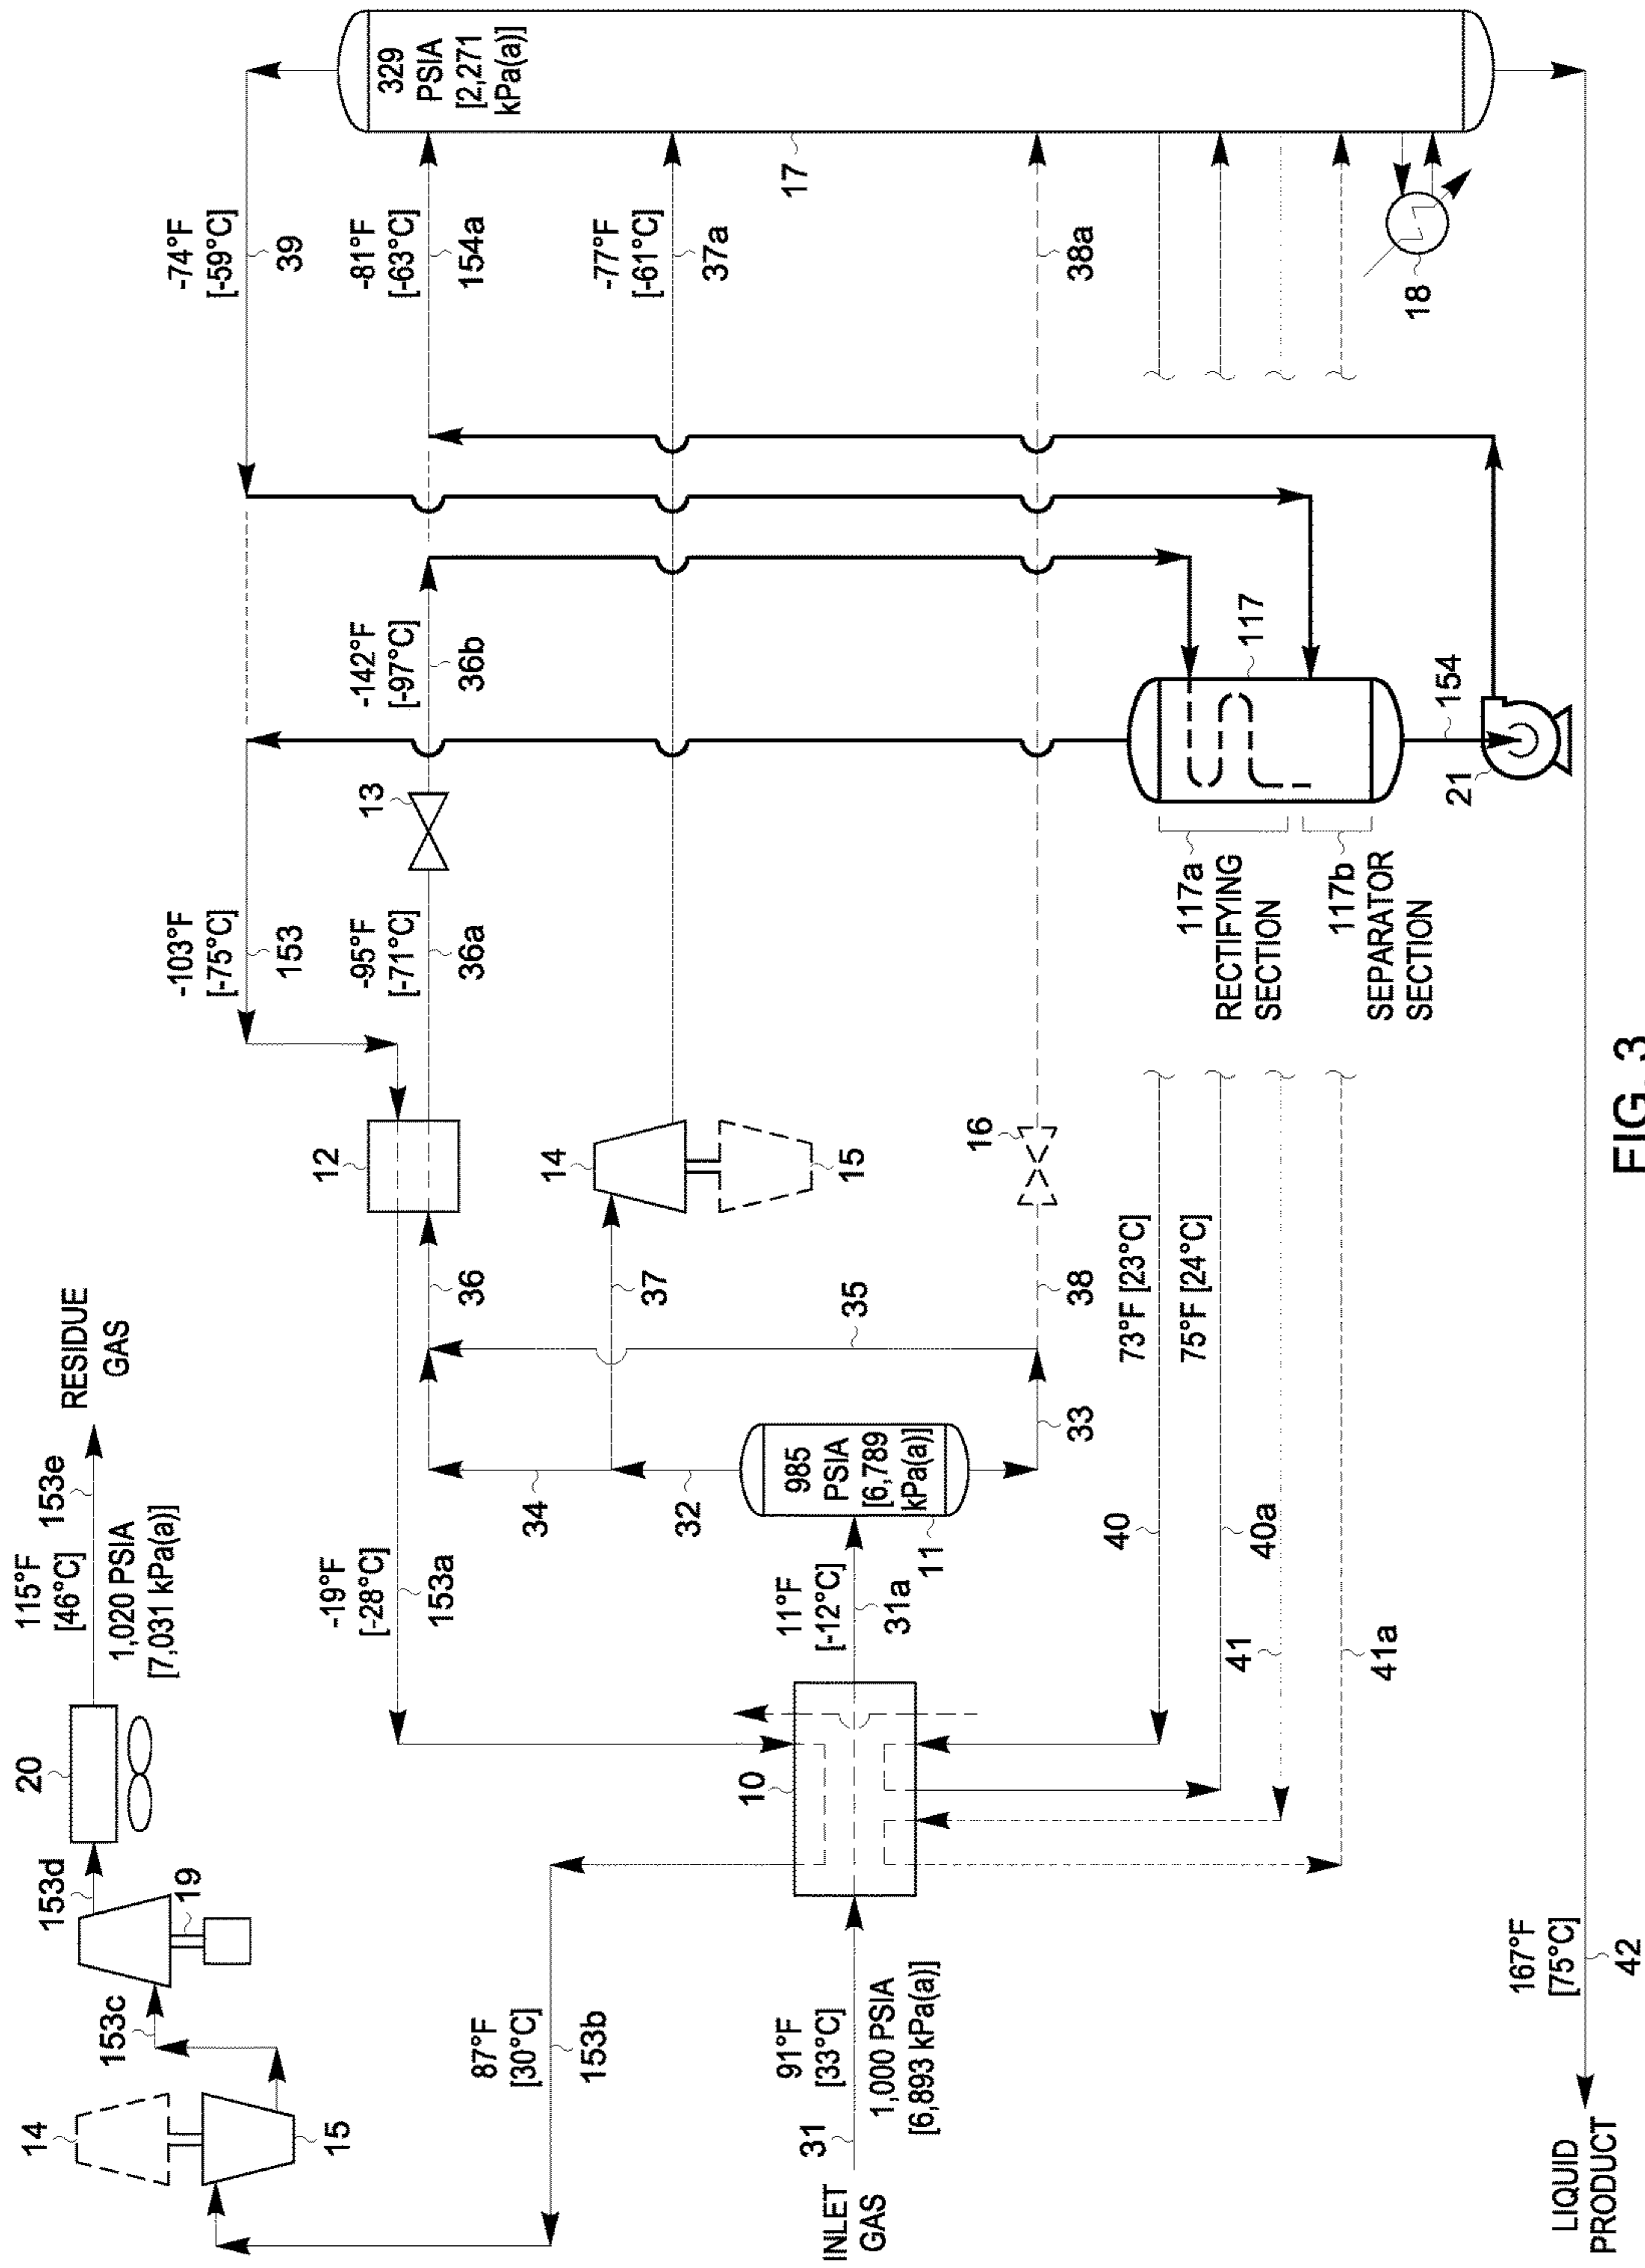 14
20
115°F
[46°C]
153e
RESIDUE
GAS
153d
1,020 PSIA
[7,031 kPa(a)]
153c
19
15
-103°F
[-75°C]
153
-74°F
[-59°C]
39
-19°F
[-28°C]
153a
12
-95°F
[-71°C]
36a
13
-142°F
[-97°C]
36b
-81°F
[-63°C]
154a
329
PSIA
[2,271
kPa(a)]
36
87°F
[30°C]
153b
34
14
37
-77°F
[-61°C]
37a
32
10
985
PSIA
[6,789
kPa(a)]
15
17
INLET
GAS
31
91°F
[33°C]
1,000 PSIA
[6,893 kPa(a)]
11°F
[-12°C]
31a
11
35
16
33
38
38a
40
73°F [23°C]
40a
75°F [24°C]
41
41a
117a
RECTIFYING
SECTION
117
117b
SEPARATOR
SECTION
18
21
154
LIQUID
PRODUCT
167°F
[75°C]
42
FIG. 3